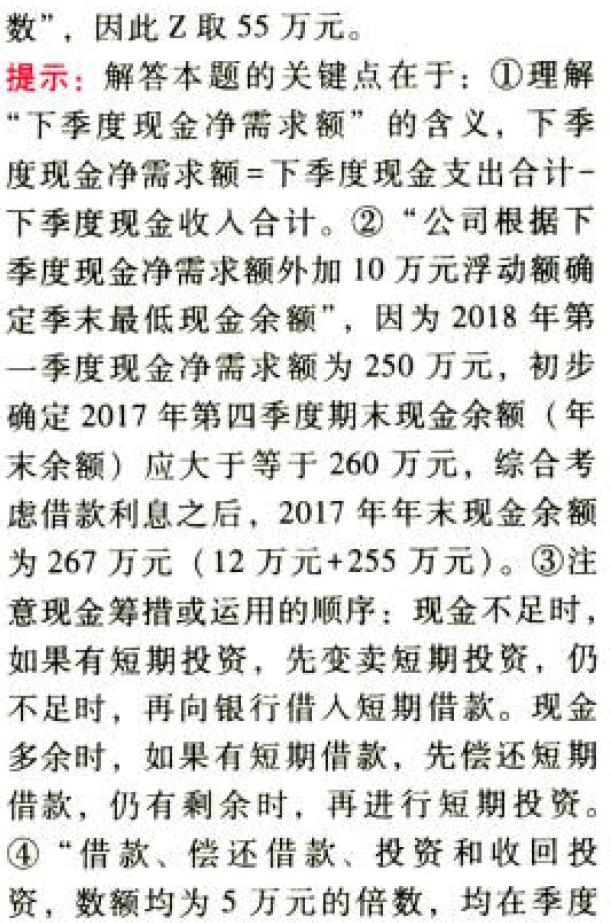 数”，因此 Z 取 55 万元。
提示：解答本题的关键点在于：①理解
“下季度现金净需求额”的含义，下季
度现金净需求额=下季度现金支出合计-
下季度现金收入合计。②“公司根据下
季度现金净需求额外加 10 万元浮动额确
定季末最低现金余额”，因为 2018 年第
一季度现金净需求额为 250 万元，初步
确定 2017 年第四季度期末现金余额（年
末余额）应大于等于 260 万元，综合考
虑借款利息之后，2017 年年末现金余额
为 267 万元（12 万元+255 万元）。③注
意现金筹措或运用的顺序：现金不足时，
如果有短期投资，先变卖短期投资，仍
不足时，再向银行借入短期借款。现金
多余时，如果有短期借款，先偿还短期
借款，仍有剩余时，再进行短期投资。
④“借款、偿还借款、投资和收回投
资，数额均为 5 万元的倍数，均在季度